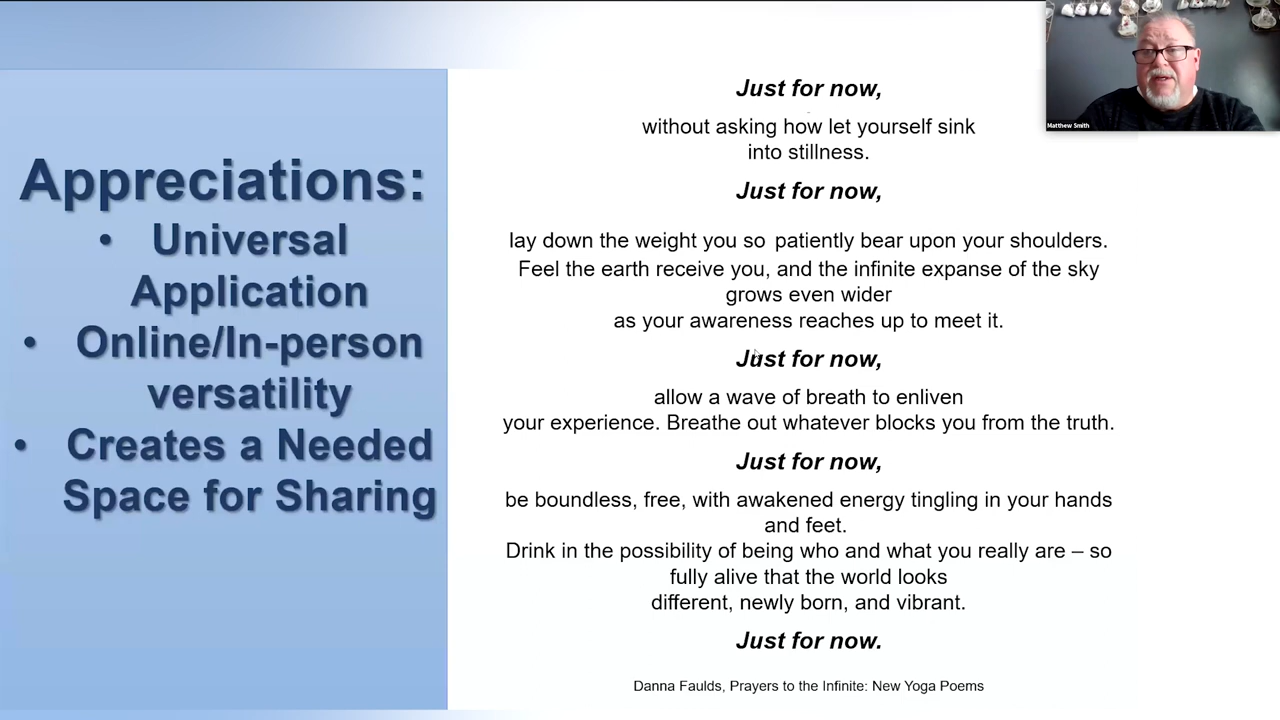 Appreciations:
• Universal
Application
• Online/In-person
versatility
• Creates a Needed
Space for Sharing
Just for now,
without asking how let yourself sink
into stillness.
Just for now,
lay down the weight you so patiently bear upon your shoulders.
Feel the earth receive you, and the infinite expanse of the sky
grows even wider
as your awareness reaches up to meet it.
Just for now,
allow a wave of breath to enliven
your experience. Breathe out whatever blocks you from the truth.
Just for now,
be boundless, free, with awakened energy tingling in your hands
and feet.
Drink in the possibility of being who and what you really are – so
fully alive that the world looks
different, newly born, and vibrant.
Just for now.
Danna Faulds, Prayers to the Infinite: New Yoga Poems
Matthew Smith